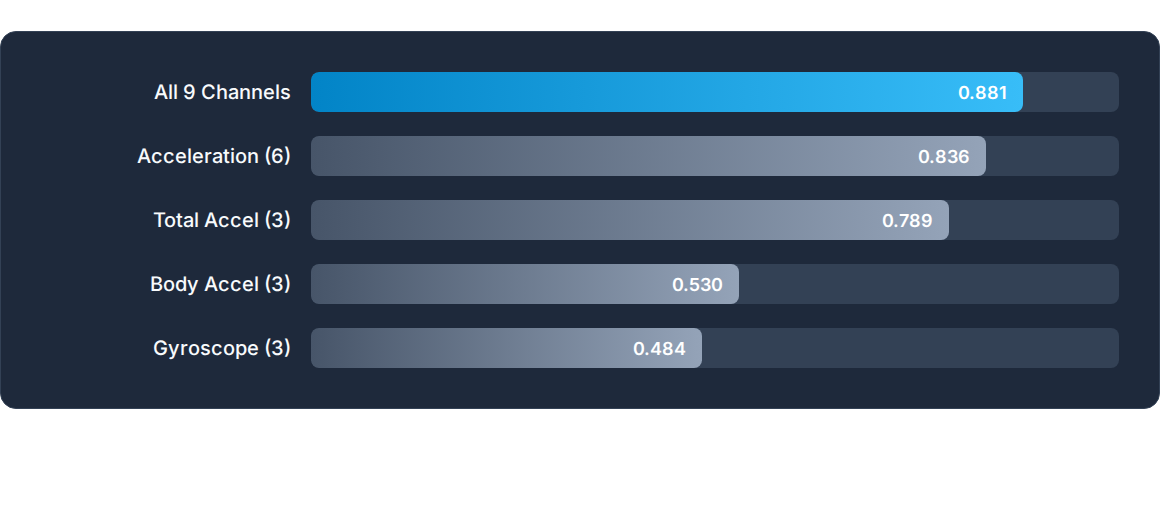 All 9 Channels 0.881
Acceleration (6) 0.836
Total Accel (3) 0.789
Body Accel (3) 0.530
Gyroscope (3) 0.484